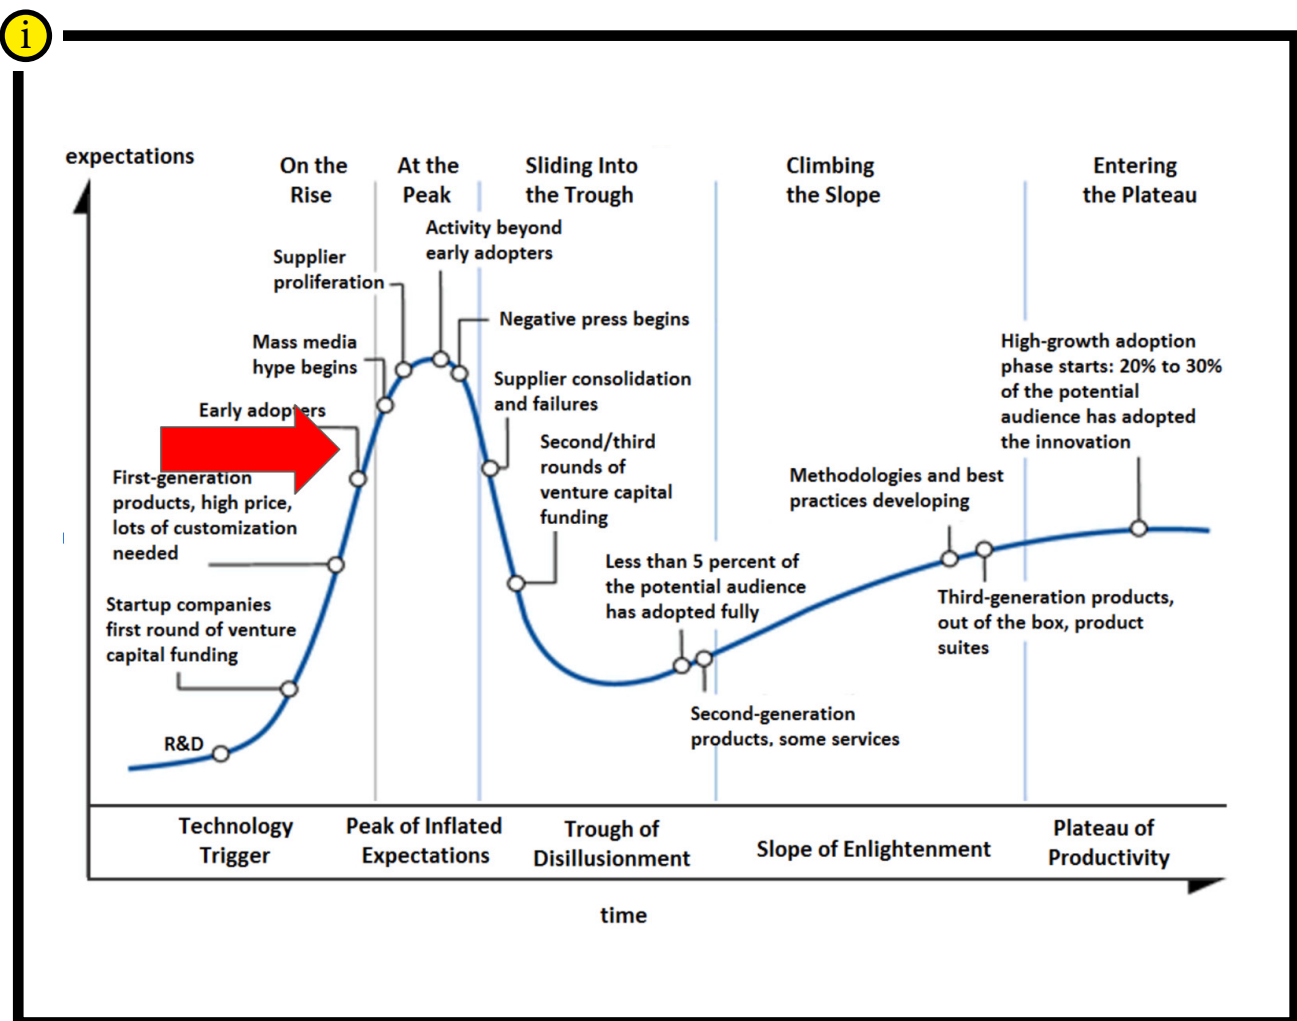 i
expectations
On the
Rise
At the
Peak
Sliding Into
the Trough
Climbing
the Slope
Entering
the Plateau
Activity beyond
early adopters
Supplier
proliferation
Negative press begins
Mass media
hype begins
High-growth adoption
phase starts: 20% to 30%
of the potential
audience has adopted
the innovation
Supplier consolidation
and failures
Early adopters
Second/third
rounds of
venture capital
funding
First-generation
products, high price,
lots of customization
needed
Methodologies and best
practices developing
Less than 5 percent of
the potential audience
has adopted fully
Startup companies
first round of venture
capital funding
Third-generation products,
out of the box, product
suites
Second-generation
products, some services
R&D
Technology
Trigger
Peak of Inflated
Expectations
Trough of
Disillusionment
Slope of Enlightenment
Plateau of
Productivity
time